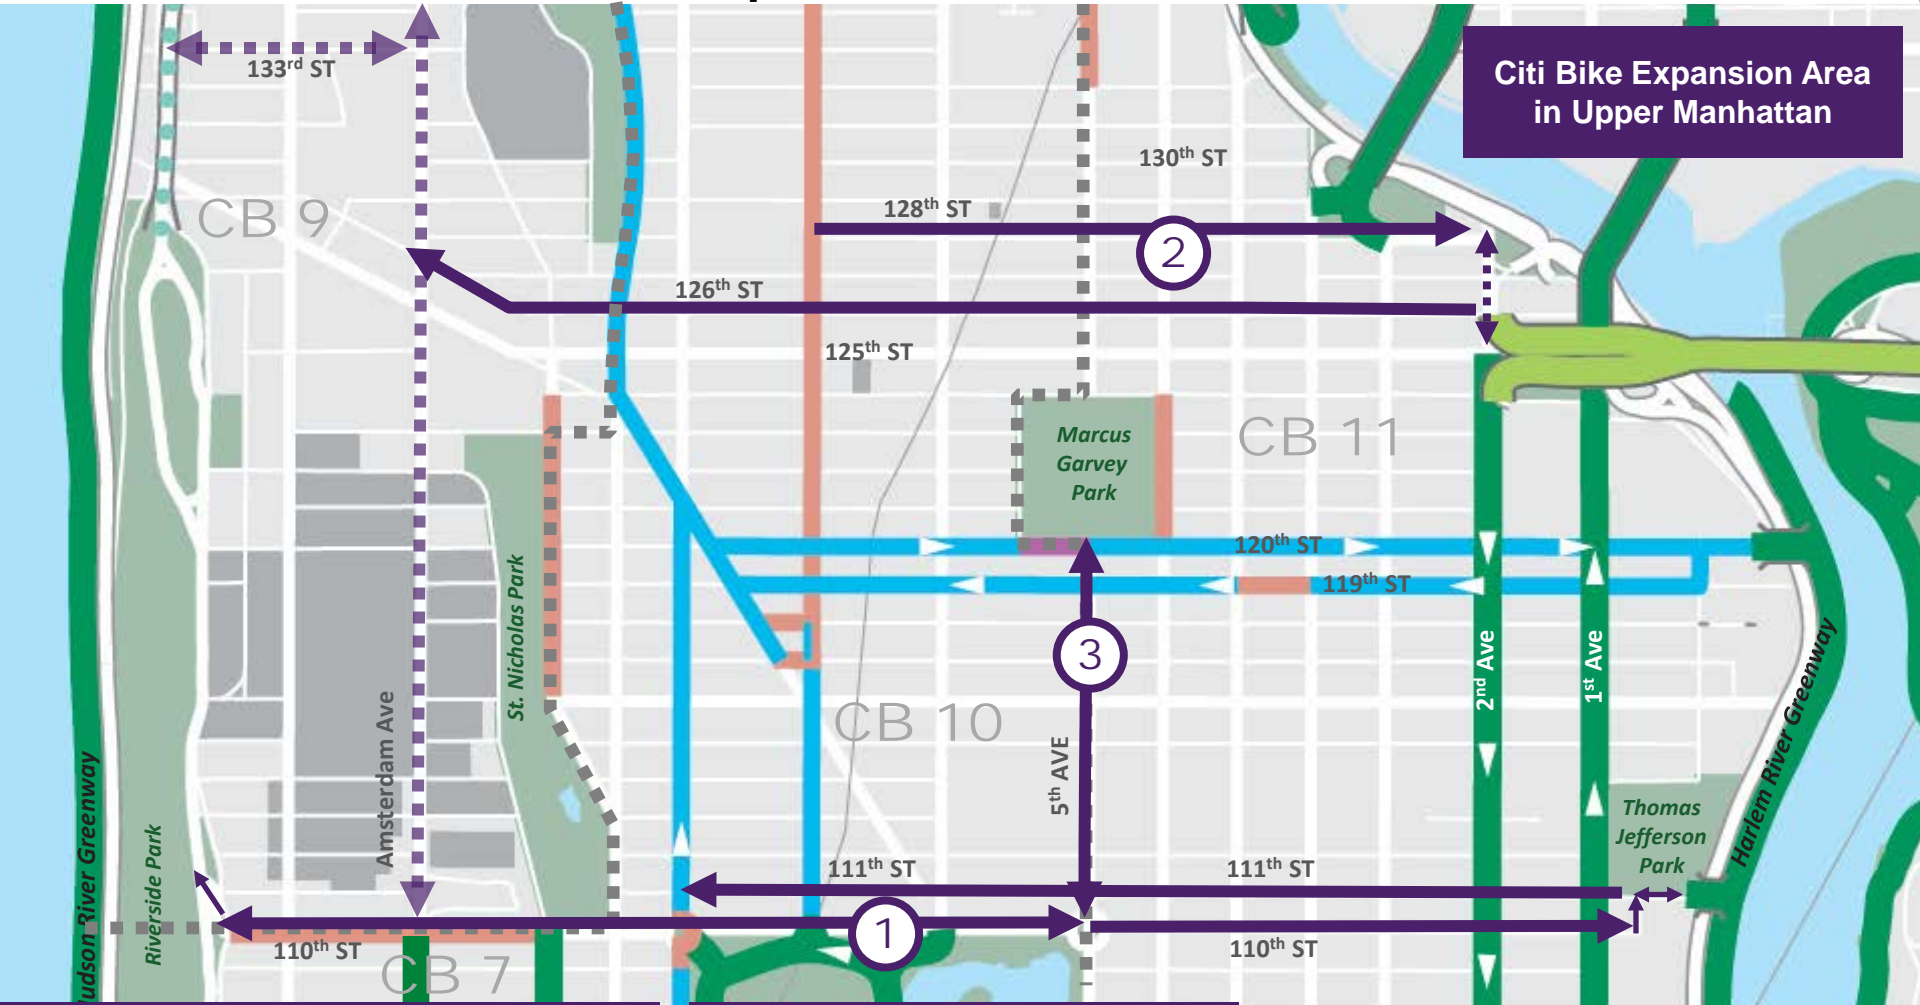 Citi Bike Expansion Area
in Upper Manhattan
133rd ST
130th ST
CB 9
128th ST
2
126th ST
125th ST
Marcus
Garvey
Park
CB 11
120th ST
119th ST
St. Nicholas Park
3
2nd Ave
1st Ave
Harlem River Greenway
Amsterdam Ave
CB 10
5th AVE
Thomas
Jefferson
Park
Hudson River Greenway
Riverside Park
111th ST
111th ST
1
110th ST
110th ST
CB 7